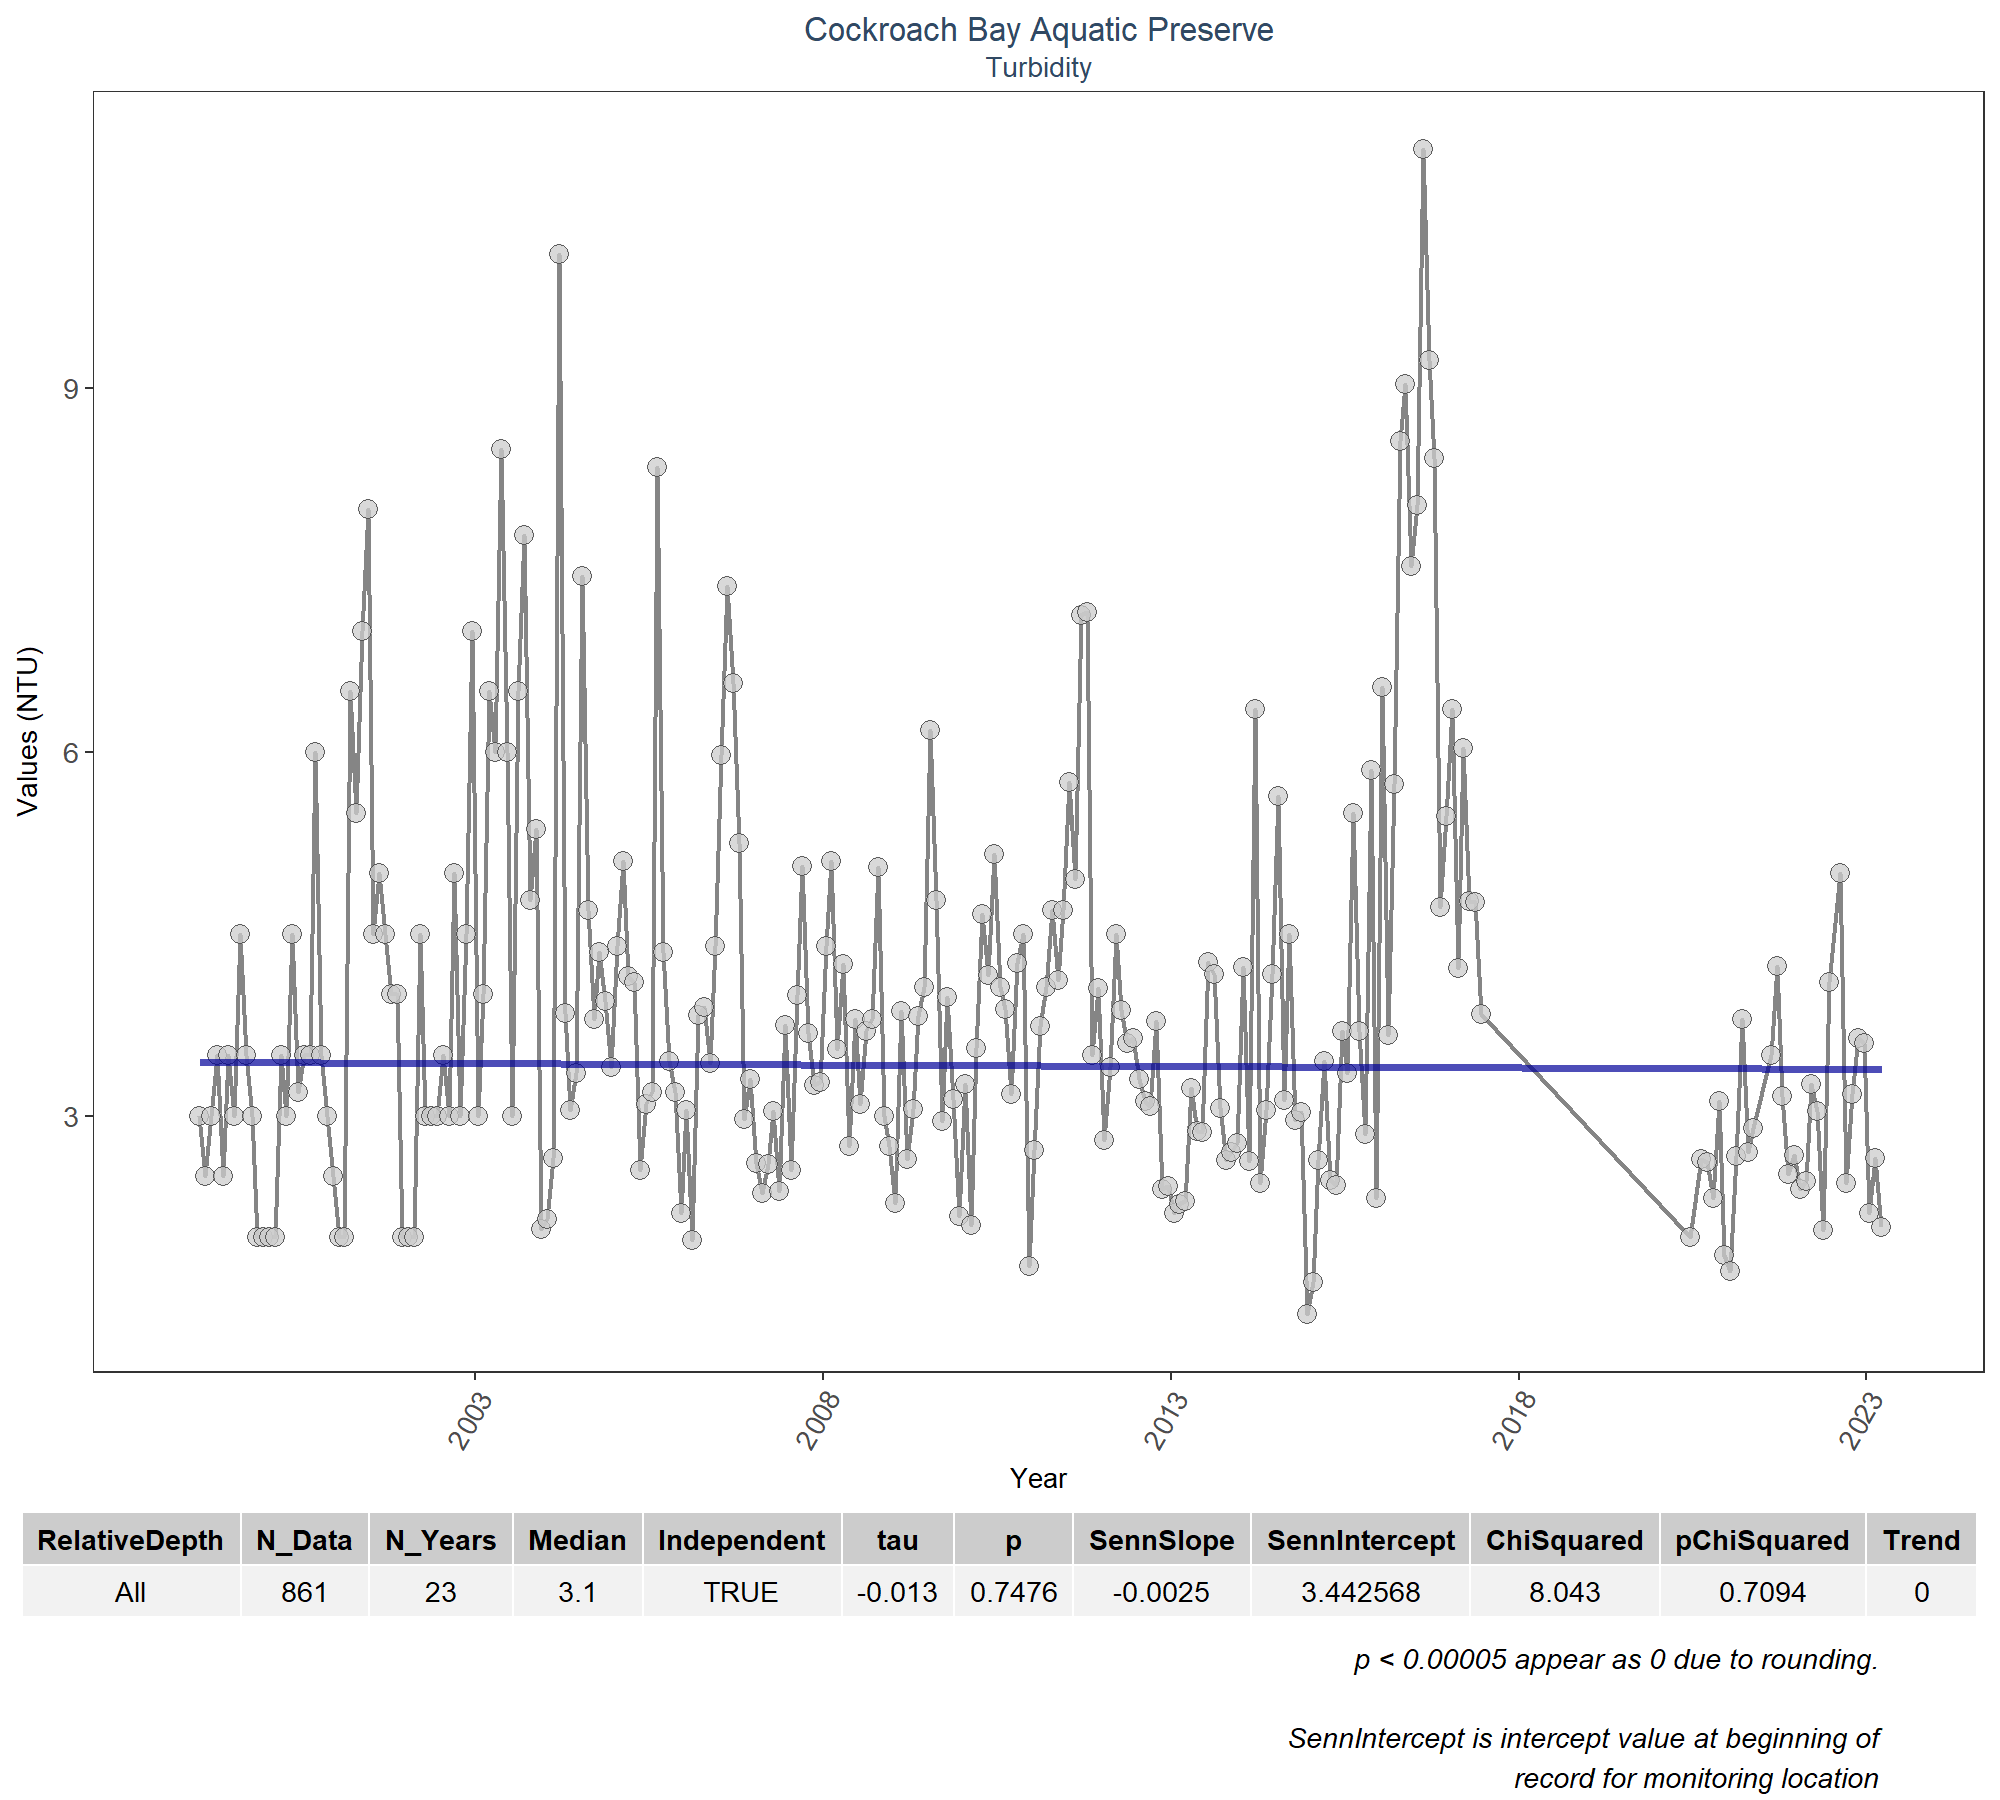 Cockroach Bay Aquatic Preserve
Turbidity
Values (NTU)
9
6
3
2003 2008 2013 2018 2023
Year
RelativeDepth N_Data N_Years Median Independent tau p SennSlope SennIntercept ChiSquared pChiSquared Trend
All 861 23 3.1 TRUE -0.013 0.7476 -0.0025 3.442568 8.043 0.7094 0
p < 0.00005 appear as 0 due to rounding.
SennIntercept is intercept value at beginning of
record for monitoring location